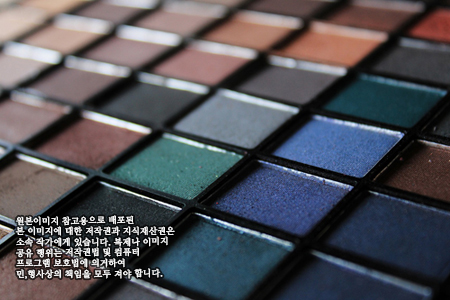 원본이미지 참고용으로 배포된
본 이미지에 대한 저작권과 지식재산권은
소속 작가에게 있습니다. 복제나 이미지
공유 행위는 저작권법 및 컴퓨터
프로그램 보호법에 의거하여
민,형사상의 책임을 모두 져야 합니다.